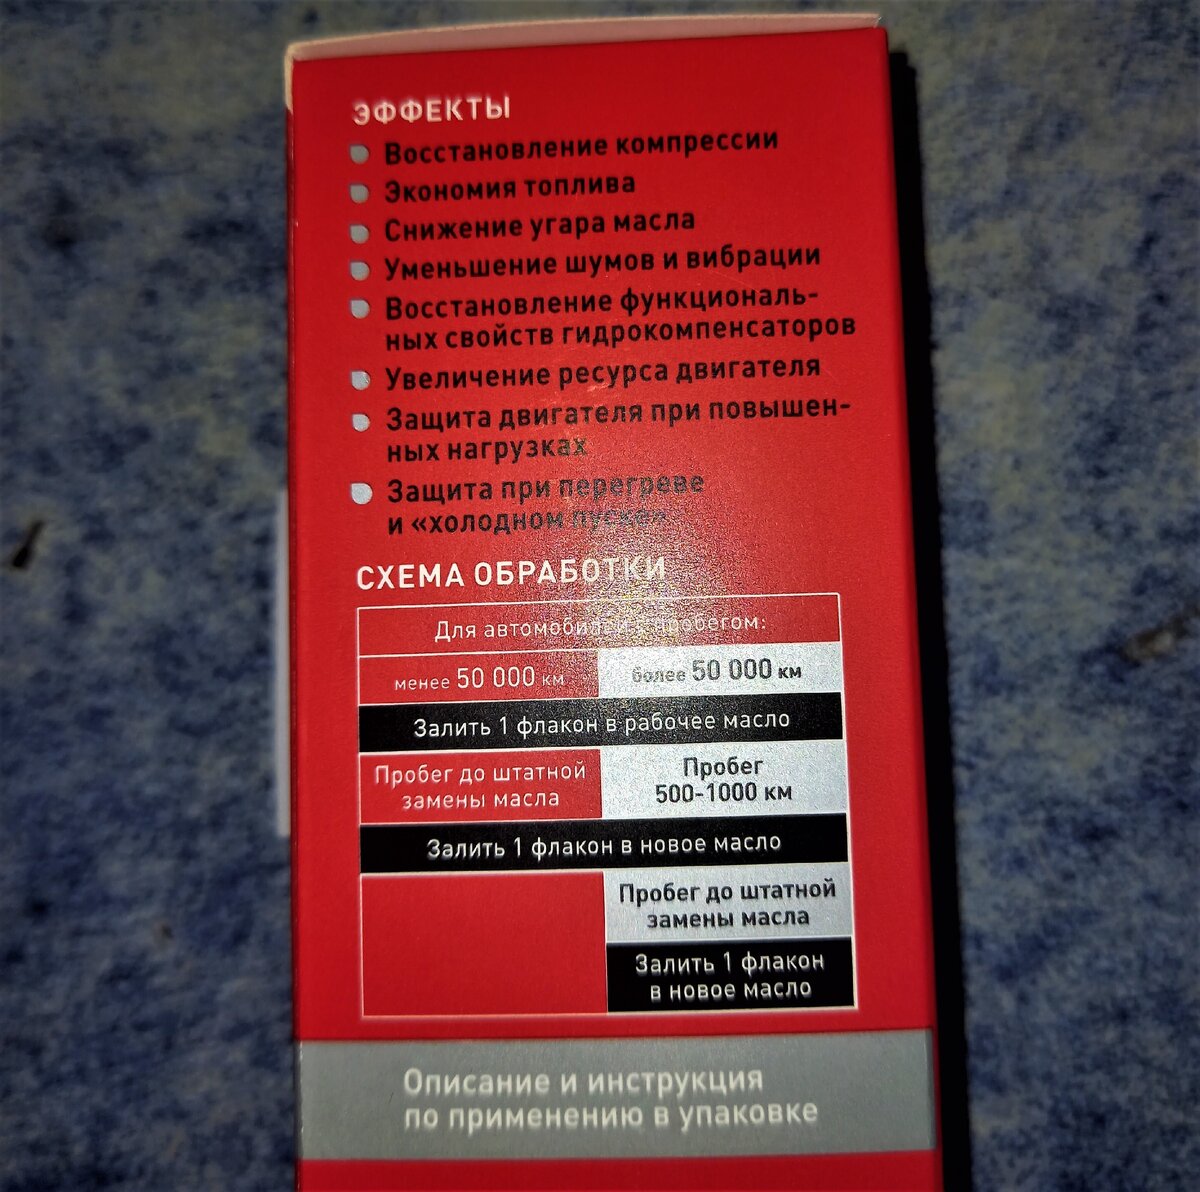 ЭФФЕКТЫ
Восстановление компрессии
Экономия топлива
Снижение угара масла
Уменьшение шумов и вибрации
Восстановление функциональ-
ных свойств гидрокомпенсаторов
Увеличение ресурса двигателя
Защита двигателя при повышен-
ных нагрузках
Защита при перегреве
и «холодном пуске»
СХЕМА ОБРАБОТКИ
Для автомобилей с пробегом:
менее 50 000 км
более 50 000 км
Залить 1 флакон в рабочее масло
Пробег до штатной
замены масла
Пробег
500-1000 км
Залить 1 флакон в новое масло
Пробег до штатной
замены масла
Залить 1 флакон
в новое масло
Описание и инструкция
по применению в упаковке